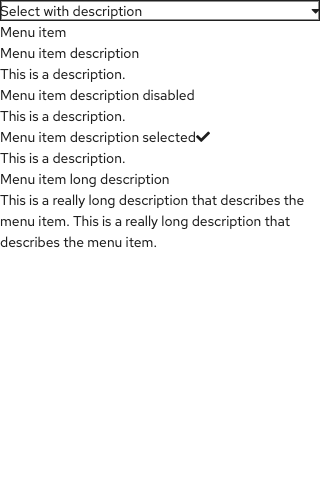 Select with description
Menu item
Menu item description
This is a description.
Menu item description disabled
This is a description.
Menu item description selected
This is a description.
Menu item long description
This is a really long description that describes the
menu item. This is a really long description that
describes the menu item.